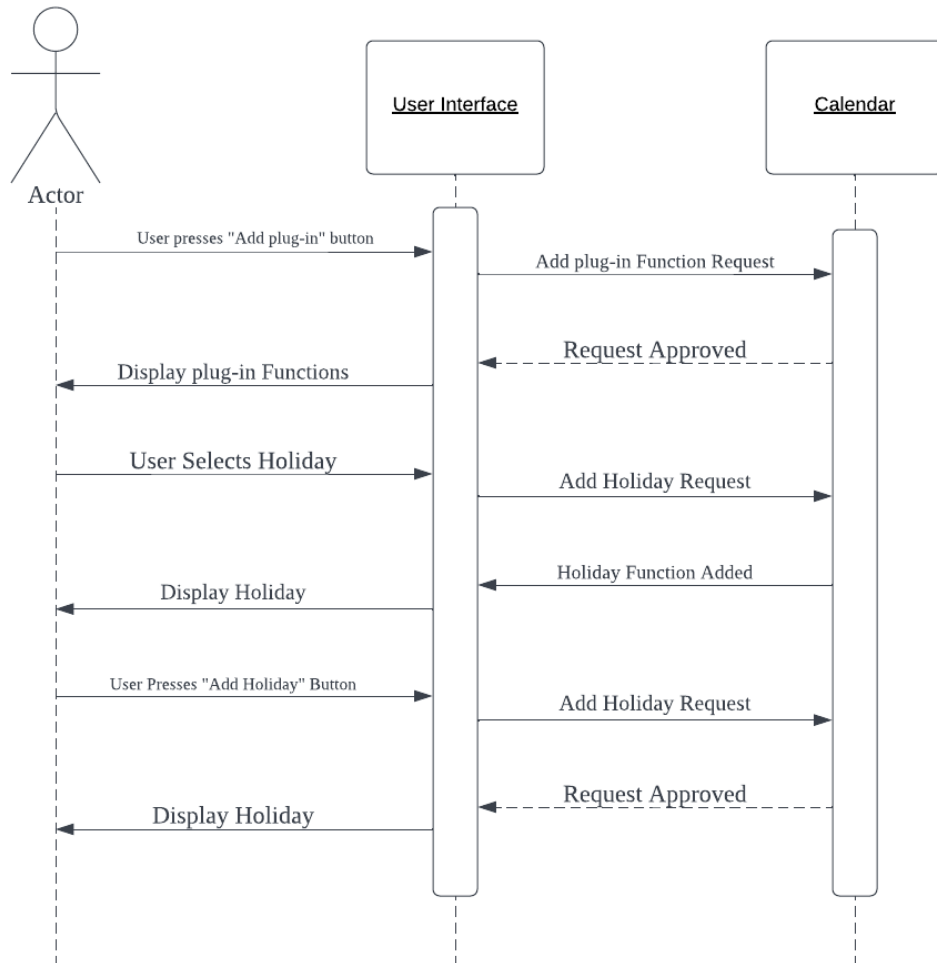 User Interface
Calendar
Actor
User presses "Add plug-in" button
Add plug-in Function Request
Request Approved
Display plug-in Functions
User Selects Holiday
Add Holiday Request
Holiday Function Added
Display Holiday
User Presses "Add Holiday" Button
Add Holiday Request
Request Approved
Display Holiday